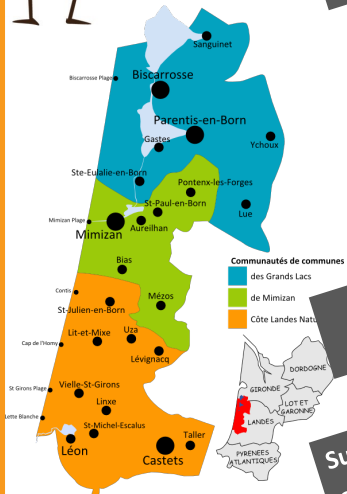 Sanguinet
Biscarrosse Plage
Biscarrosse
Parentis-en-Born
Gastes
Ychoux
Ste-Eulalie-en-Born
Pontenx-les-Forges
St-Paul-en-Born
Lue
Mimizan Plage
Aureilhan
Mimizan
Bias
Communautés de communes
des Grands Lacs
de Mimizan
Côte Landes Natu
Contis
Mézos
St-Julien-en-Born
Uza
Lit-et-Mixe
Cap de l'Homy
Lévignacq
DORDOGNE
GIRONDE
LOT ET
GARONNE
LANDES
PYRENEES
ATLANTIQUES
St Girons Plage
Vielle-St-Girons
Linxe
ette Blanche
St-Michel-Escalus
Taller
Léon
Castets
Su